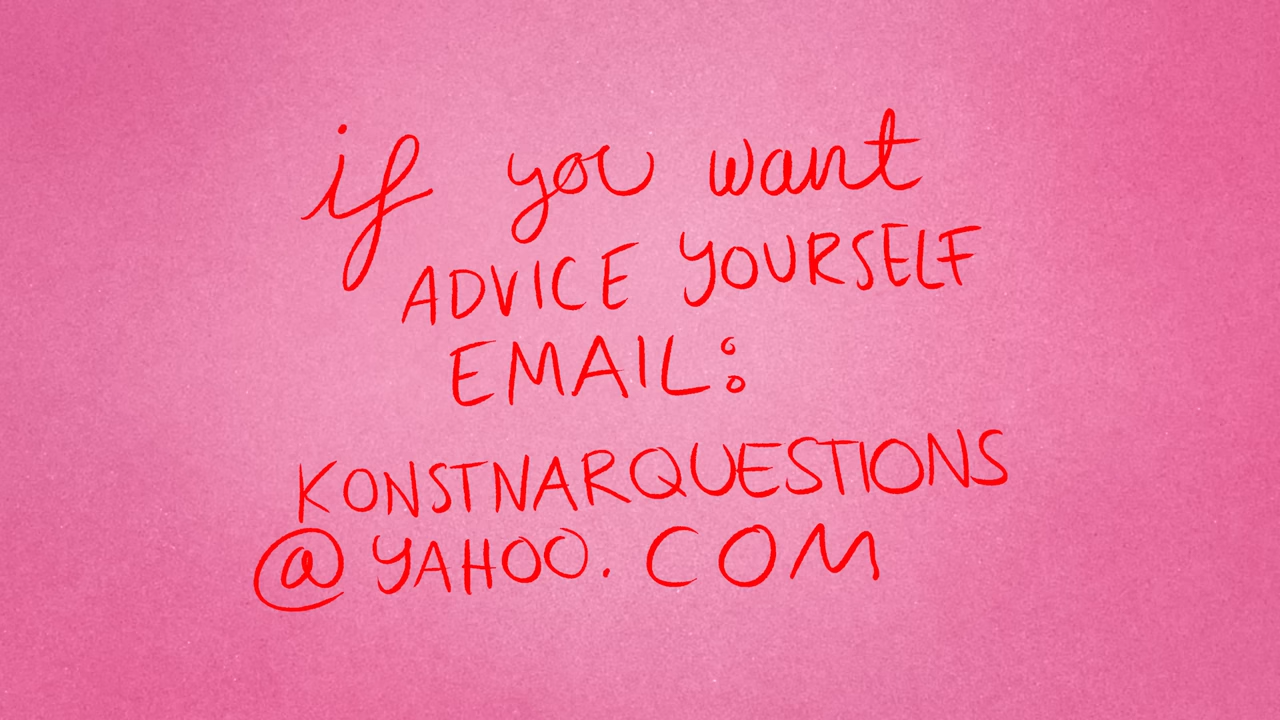 if you want
ADVICE YOURSELF
EMAIL:
KONSTNARQUESTIONS
@YAHOO.COM